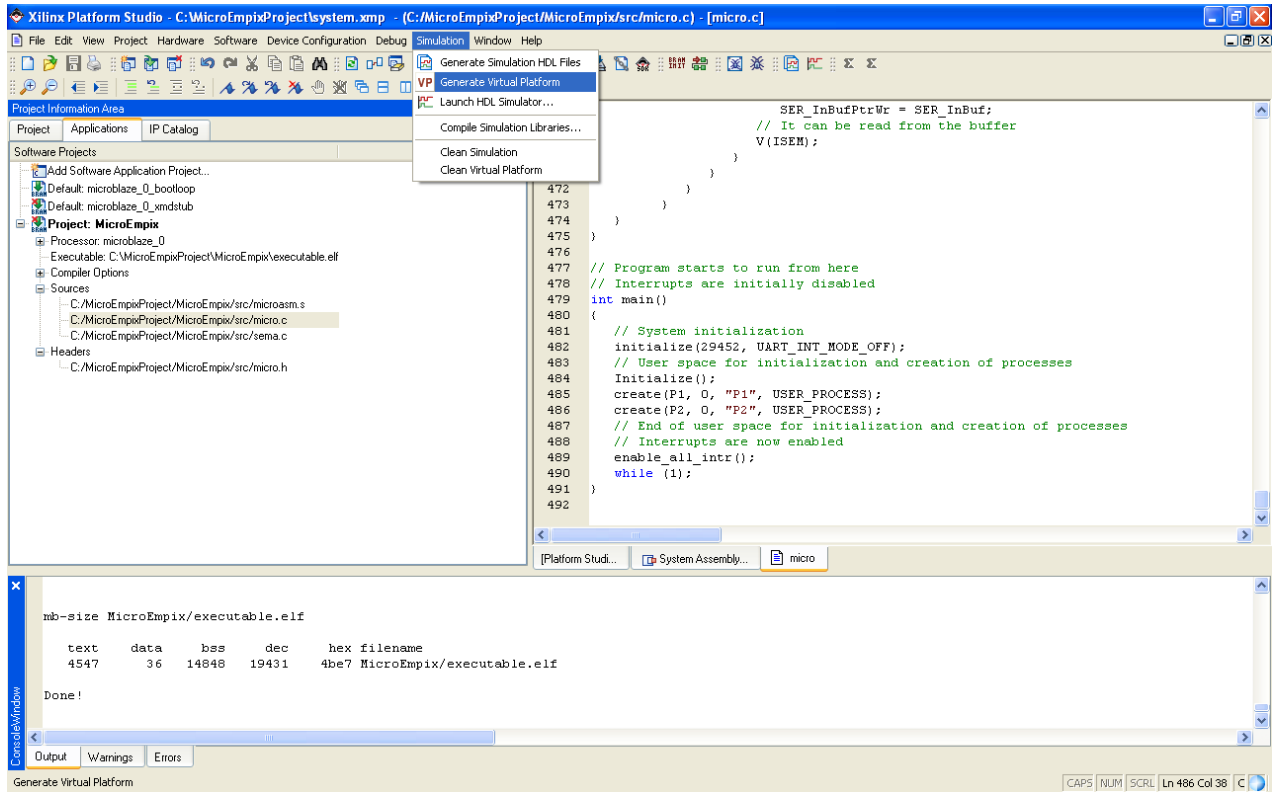 Xilinx Platform Studio - C:\MicroEmpixProject\system.xmp - (C:/MicroEmpixProject/MicroEmpix/src/micro.c) - [micro.c]
File Edit View Project Hardware Software Device Configuration Debug Simulation Window Help
Generate Simulation HDL Files
VP Generate Virtual Platform
Launch HDL Simulator...
Compile Simulation Libraries...
Clean Simulation
Clean Virtual Platform
Project Information Area
Project Applications IP Catalog
Software Projects
Add Software Application Project...
Default: microblaze_0_bootloop
Default: microblaze_0_xmdstub
Project: MicroEmpix
Processor: microblaze_0
Executable: C:\MicroEmpixProject\MicroEmpix\executable.elf
Compiler Options
Sources
C:/MicroEmpixProject/MicroEmpix/src/microasm.s
C:/MicroEmpixProject/MicroEmpix/src/micro.c
C:/MicroEmpixProject/MicroEmpix/src/sema.c
Headers
C:/MicroEmpixProject/MicroEmpix/src/micro.h
SER_InBufPtrWr = SER_InBuf;
// It can be read from the buffer
V(ISEM);
}
}
472 }
473 }
474 }
475 }
476
477 // Program starts to run from here
478 // Interrupts are initially disabled
479 int main()
480 {
481 // System initialization
482 initialize(29452, UART_INT_MODE_OFF);
483 // User space for initialization and creation of processes
484 Initialize();
485 create(P1, 0, "P1", USER_PROCESS);
486 create(P2, 0, "P2", USER_PROCESS);
487 // End of user space for initialization and creation of processes
488 // Interrupts are now enabled
489 enable_all_intr();
490 while (1);
491 }
492
[Platform Studi... System Assembly... micro
mb-size MicroEmpix/executable.elf
text data bss dec hex filename
4547 36 14848 19431 4be7 MicroEmpix/executable.elf
Done!
ConsoleWindow
Output Warnings Errors
Generate Virtual Platform
CAPS NUM SCRL Ln 486 Col 38 C